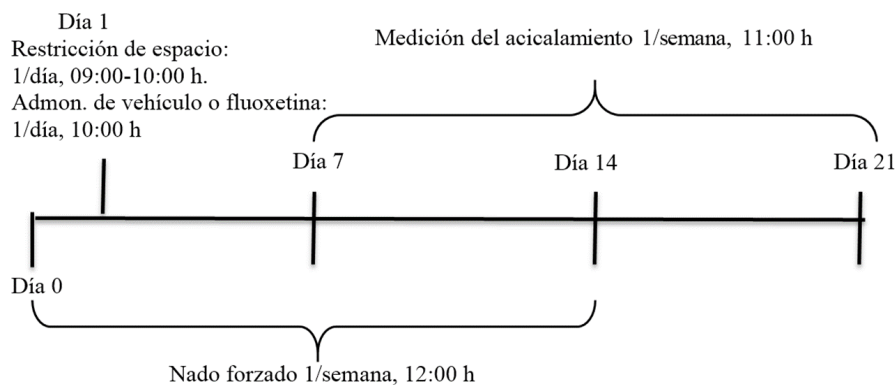 Día 1
Restricción de espacio:
1/día, 09:00-10:00 h.
Admon. de vehículo o fluoxetina:
1/día, 10:00 h
Medición del acicalamiento 1/semana, 11:00 h
Día 7
Día 14
Día 21
Día 0
Nado forzado 1/semana, 12:00 h